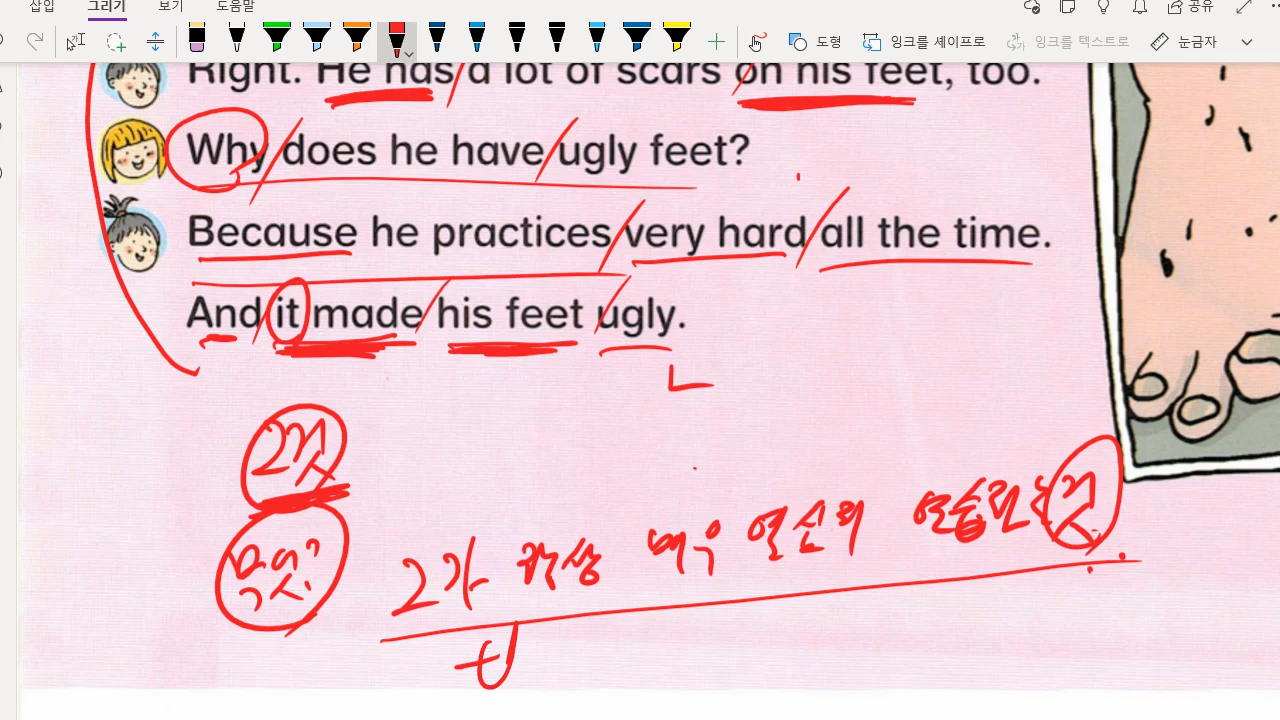 삽입 그리기 보기 도움말 공유
도형 잉크를 셰이프로 잉크를 텍스트로 눈금자
Right. He has a lot of scars on his feet, too.
Why does he have ugly feet?
Because he practices very hard all the time.
And it made his feet ugly.
그것
무엇?
그가 항상 매우 열심히 연습한 것
it